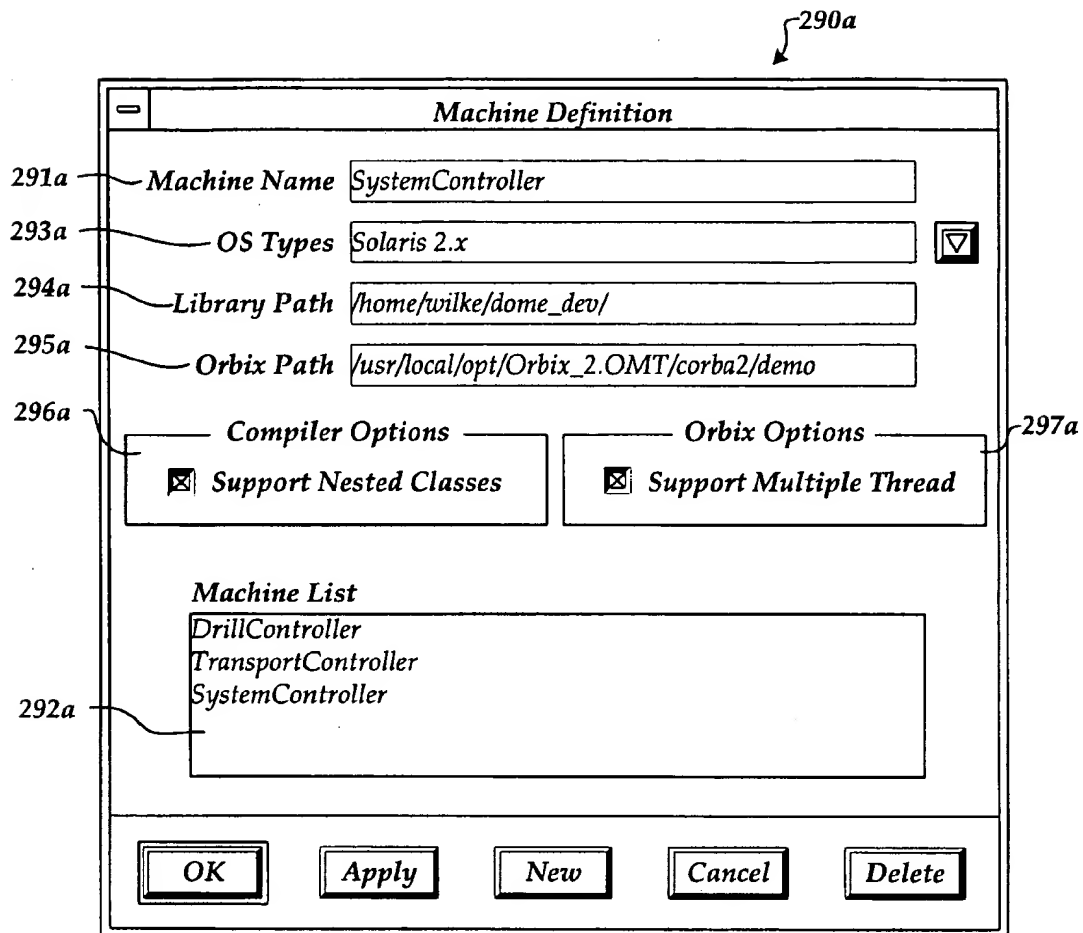 290a
Machine Definition
291a Machine Name SystemController
293a OS Types Solaris 2.x
294a Library Path /home/wilke/dome_dev/
295a Orbix Path /usr/local/opt/Orbix_2.OMT/corba2/demo
296a Compiler Options Orbix Options 297a
Support Nested Classes Support Multiple Thread
Machine List
DrillController
TransportController
SystemController
292a
OK Apply New Cancel Delete